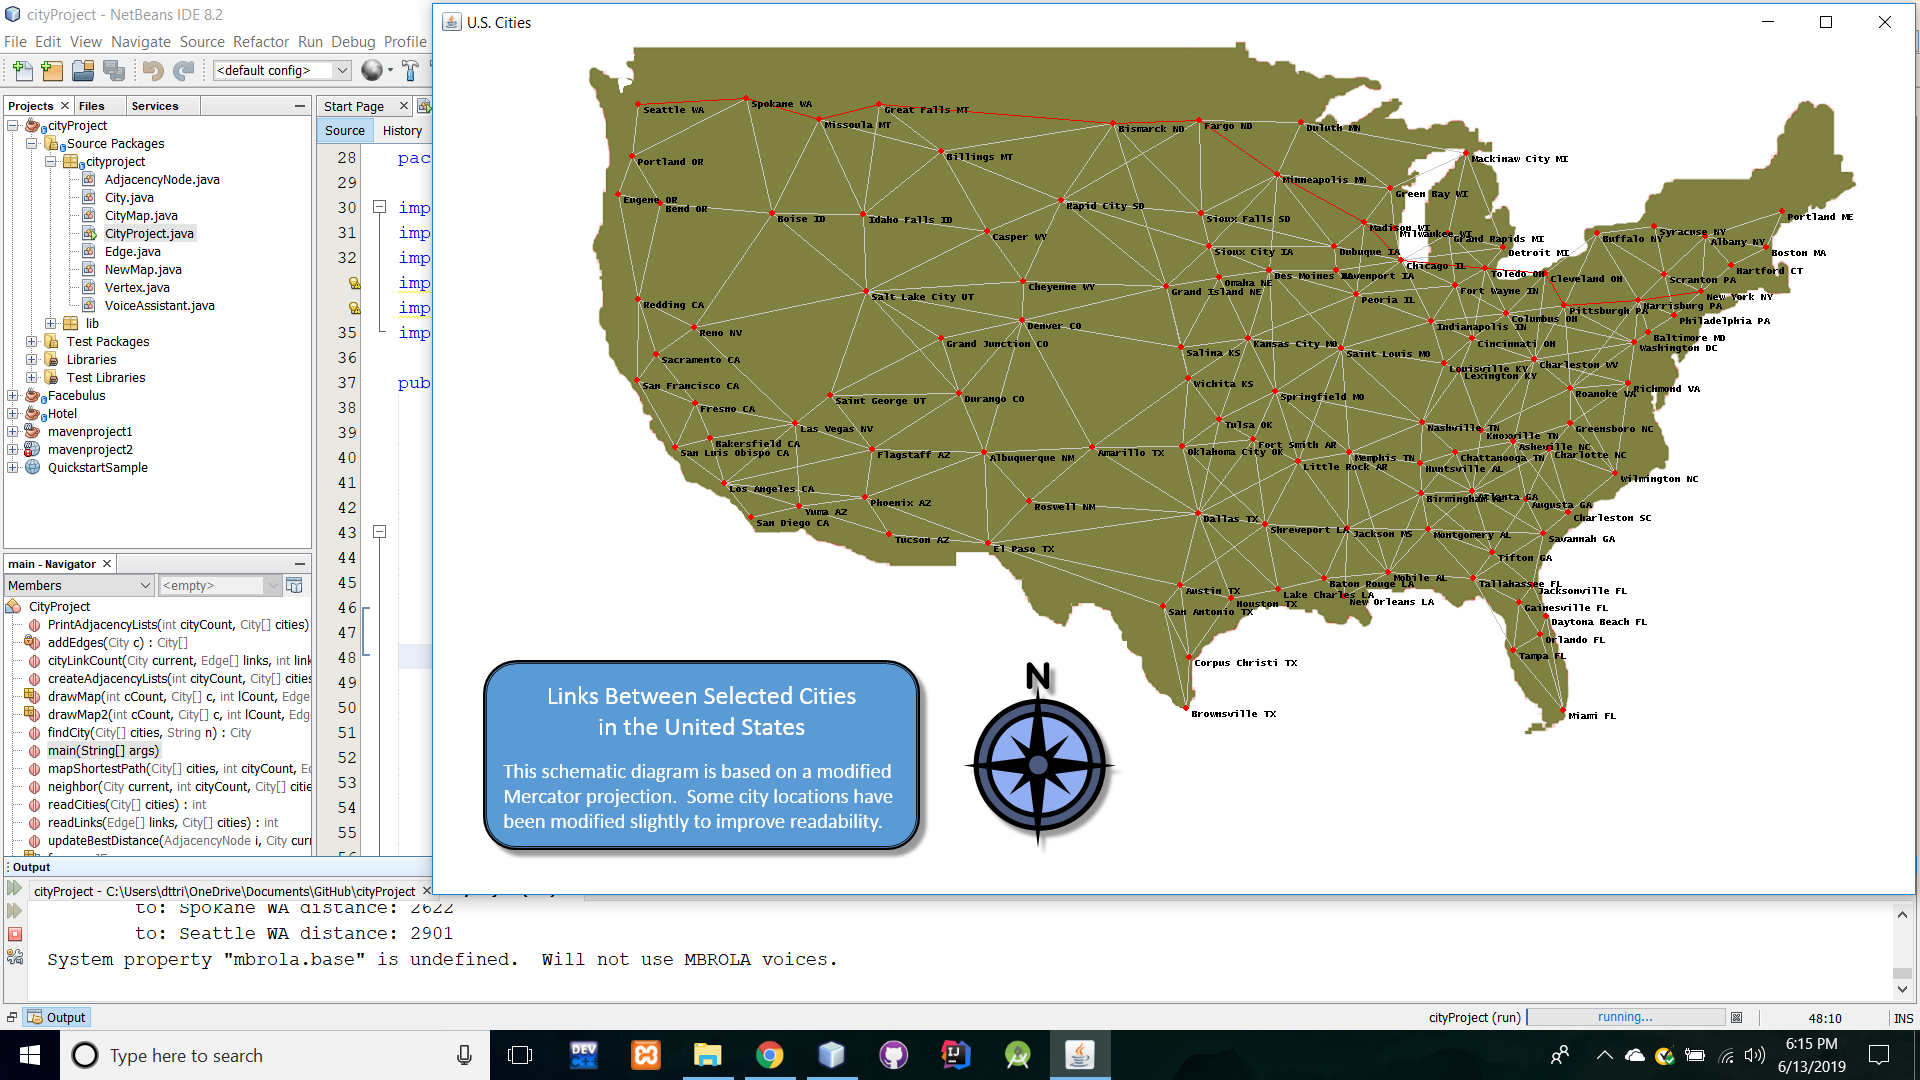 cityProject - NetBeans IDE 8.2
File Edit View Navigate Source Refactor Run Debug Profile
<default config>
Projects Files Services
cityProject
Source Packages
cityproject
AdjacencyNode.java
City.java
CityMap.java
CityProject.java
Edge.java
NewMap.java
Vertex.java
VoiceAssistant.java
lib
Test Packages
Libraries
Test Libraries
Facebulus
Hotel
mavenproject1
mavenproject2
QuickstartSample
main - Navigator
Members
<empty>
CityProject
PrintAdjacencyLists(int cityCount, City[] cities)
addEdges(City c) : City[]
cityLinkCount(City current, Edge[] links, int link
createAdjacencyLists(int cityCount, City[] cities
drawMap(int cCount, City[] c, int lCount, Edge
drawMap2(int cCount, City[] c, int lCount, Edg
findCity(City[] cities, String n) : City
main(String[] args)
mapShortestPath(City[] cities, int cityCount, Ed
neighbor(City current, int cityCount, City[] citie
readCities(City[] cities) : int
readLinks(Edge[] links, City[] cities) : int
updateBestDistance(AdjacencyNode i, City curr
Start Page
Source History
28 pac
29
30 imp
31 imp
32 imp
imp
imp
35 imp
36
37 pub
38
39
40
41
42
43
44
45
46
47
48
49
50
51
52
53
54
55
U.S. Cities
Seattle WA
Spokane WA
Great Falls MT
Missoula MT
Bismarck ND
Fargo ND
Duluth MN
Portland OR
Billings MT
Mackinaw City MI
Minneapolis MN
Green Bay WI
Eugene OR
Bend OR
Boise ID
Idaho Falls ID
Rapid City SD
Sioux Falls SD
Portland ME
Casper WY
Madison WI
Milwaukee WI
Grand Rapids MI
Buffalo NY
Syracuse NY
Albany NY
Boston MA
Sioux City IA
Dubuque IA
Detroit MI
Chicago IL
Toledo OH
Cleveland OH
Scranton PA
Hartford CT
Des Moines IA
Davenport IA
Omaha NE
Grand Island NE
Cheyenne WY
Salt Lake City UT
Peoria IL
Fort Wayne IN
New York NY
Redding CA
Harrisburg PA
Pittsburgh PA
Philadelphia PA
Reno NV
Denver CO
Indianapolis IN
Columbus OH
Baltimore MD
Washington DC
Grand Junction CO
Kansas City MO
Cincinnati OH
Sacramento CA
Salina KS
Saint Louis MO
Charleston WV
Louisville KY
Lexington KY
San Francisco CA
Wichita KS
Richmond VA
Roanoke VA
Saint George UT
Durango CO
Springfield MO
Fresno CA
Las Vegas NV
Tulsa OK
Nashville TN
Knoxville TN
Greensboro NC
Bakersfield CA
San Luis Obispo CA
Flagstaff AZ
Albuquerque NM
Amarillo TX
Fort Smith AR
Oklahoma City OK
Asheville NC
Charlotte NC
Memphis TN
Chattanooga TN
Little Rock AR
Huntsville AL
Los Angeles CA
Wilmington NC
Phoenix AZ
Roswell NM
Birmingham AL
Atlanta GA
Augusta GA
Yuma AZ
San Diego CA
Dallas TX
Charleston SC
Shreveport LA
Jackson MS
Montgomery AL
Savannah GA
Tucson AZ
El Paso TX
Tifton GA
Mobile AL
Baton Rouge LA
Tallahassee FL
Austin TX
Lake Charles LA
Jacksonville FL
Houston TX
New Orleans LA
San Antonio TX
Gainesville FL
Daytona Beach FL
Orlando FL
Tampa FL
Corpus Christi TX
Brownsville TX
Miami FL
Links Between Selected Cities
in the United States
This schematic diagram is based on a modified
Mercator projection. Some city locations have
been modified slightly to improve readability.
N
Output
cityProject - C:\Users\dttri\OneDrive\Documents\GitHub\cityProject
to: Spokane WA distance: 2622
to: Seattle WA distance: 2901
System property "mbrola.base" is undefined. Will not use MBROLA voices.
Output
cityProject (run)
running...
48:10
INS
Type here to search
DEV
C++
IJ
6:15 PM
6/13/2019